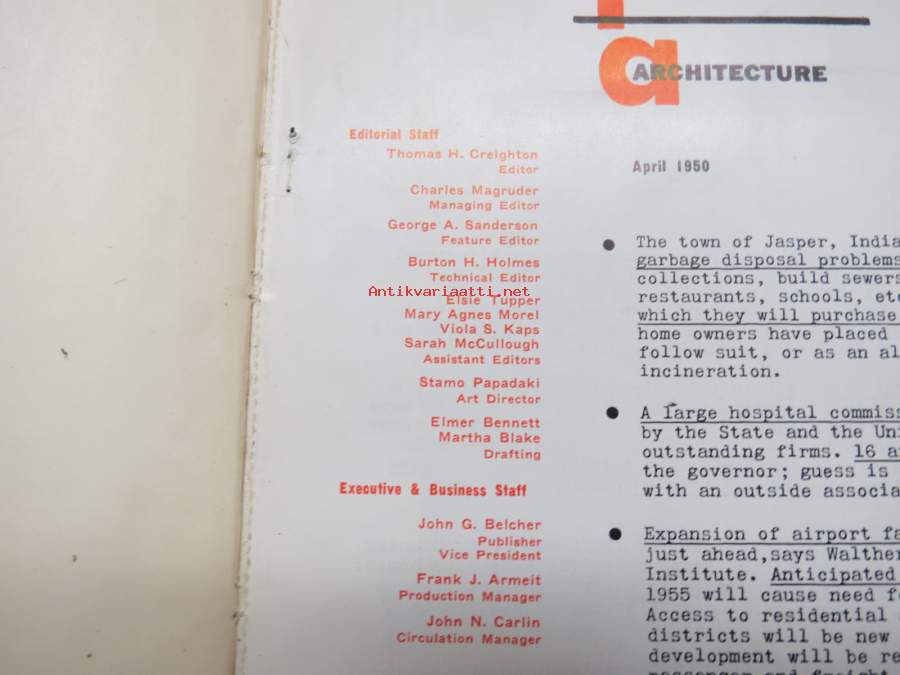 ARCHITECTURE
Editorial Staff
Thomas H. Creighton
Editor
Charles Magruder
Managing Editor
George A. Sanderson
Feature Editor
Burton H. Holmes
Technical Editor
Antikvariaatti.net
Elsie Tupper
Mary Agnes Morel
Viola S. Kaps
Sarah McCullough
Assistant Editors
Stamo Papadaki
Art Director
Elmer Bennett
Martha Blake
Drafting
Executive & Business Staff
John G. Belcher
Publisher
Vice President
Frank J. Armeit
Production Manager
John N. Carlin
Circulation Manager
April 1950
● The town of Jasper, India
garbage disposal problems
collections, build sewers
restaurants, schools, etc
which they will purchase
home owners have placed
follow suit, or as an al
incineration.
● A large hospital commiss
by the State and the Uni
outstanding firms. 16 a
the governor; guess is
with an outside associa
● Expansion of airport fa
just ahead,says Walther
Institute. Anticipated
1955 will cause need fo
Access to residential
districts will be new
development will be re